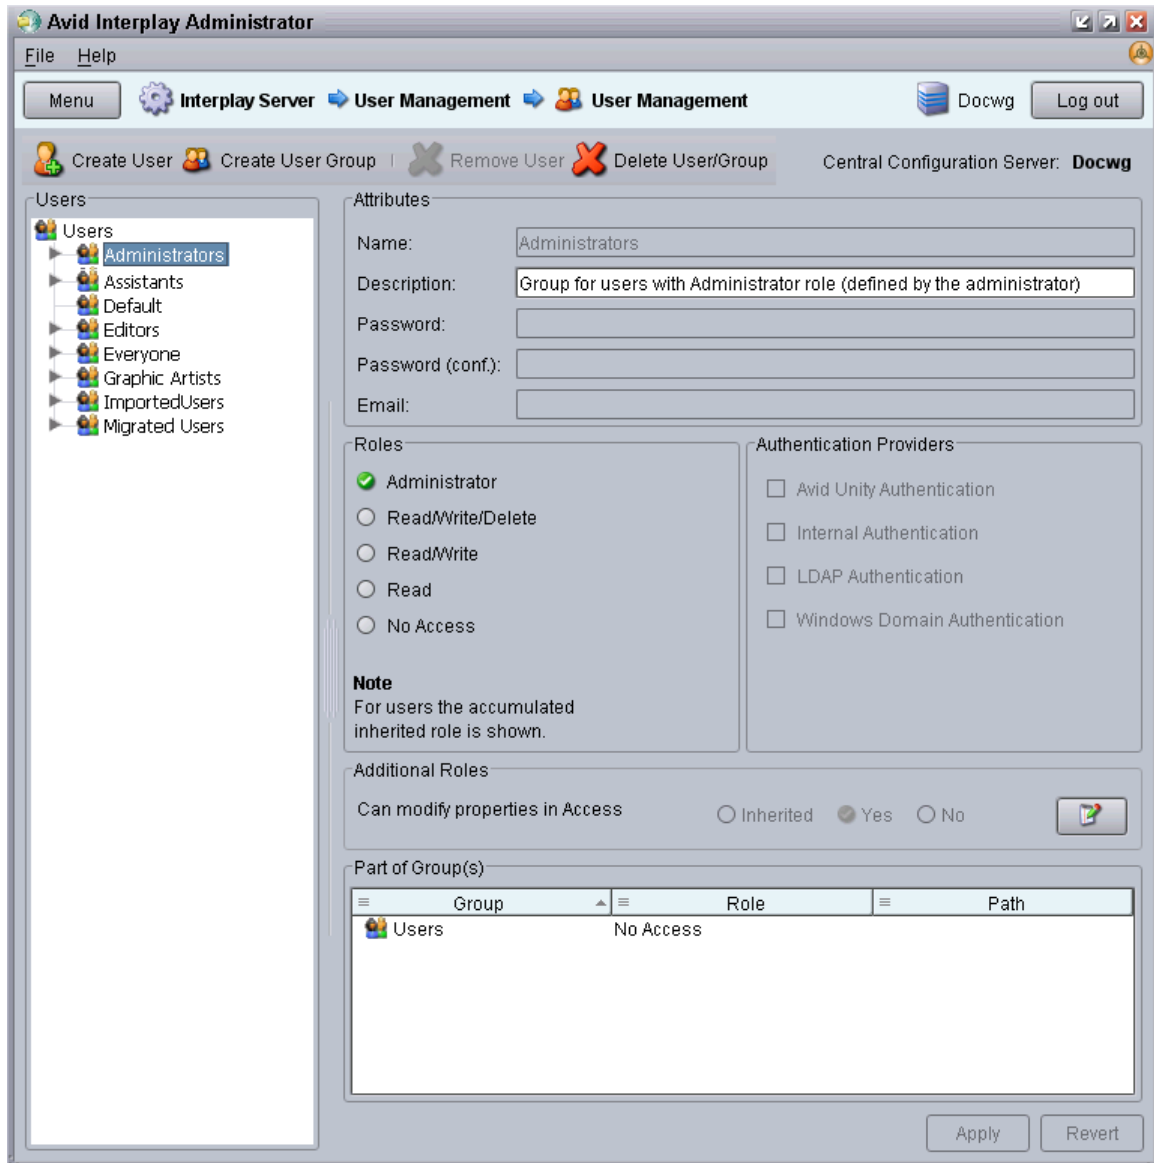 Avid Interplay Administrator
File Help
Menu Interplay Server User Management User Management Docwg Log out
Create User Create User Group Remove User Delete User/Group Central Configuration Server: Docwg
Users
Users
Administrators
Assistants
Default
Editors
Everyone
Graphic Artists
ImportedUsers
Migrated Users
Attributes
Name: Administrators
Description: Group for users with Administrator role (defined by the administrator)
Password:
Password (conf.):
Email:
Roles
Administrator
Read/Write/Delete
Read/Write
Read
No Access
Note
For users the accumulated
inherited role is shown.
Authentication Providers
Avid Unity Authentication
Internal Authentication
LDAP Authentication
Windows Domain Authentication
Additional Roles
Can modify properties in Access Inherited Yes No
Part of Group(s)
Group Role Path
Users No Access
Apply Revert